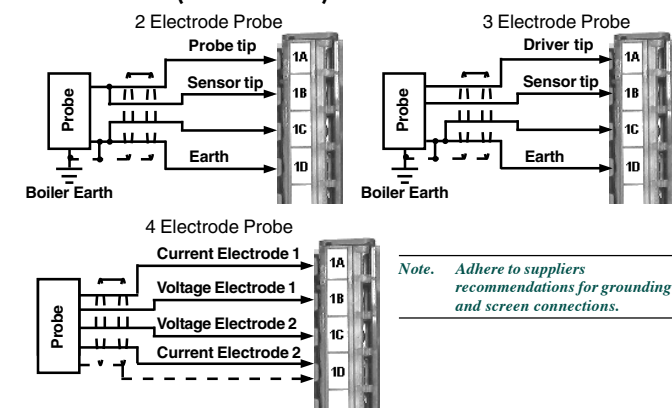 2 Electrode Probe
Probe tip
Sensor tip
Earth
Probe
Boiler Earth
1A
1B
1C
1D
3 Electrode Probe
Driver tip
Sensor tip
Earth
Probe
Boiler Earth
1A
1B
1C
1D
4 Electrode Probe
Current Electrode 1
Voltage Electrode 1
Voltage Electrode 2
Current Electrode 2
Probe
1A
1B
1C
1D
Note. Adhere to suppliers
recommendations for grounding
and screen connections.